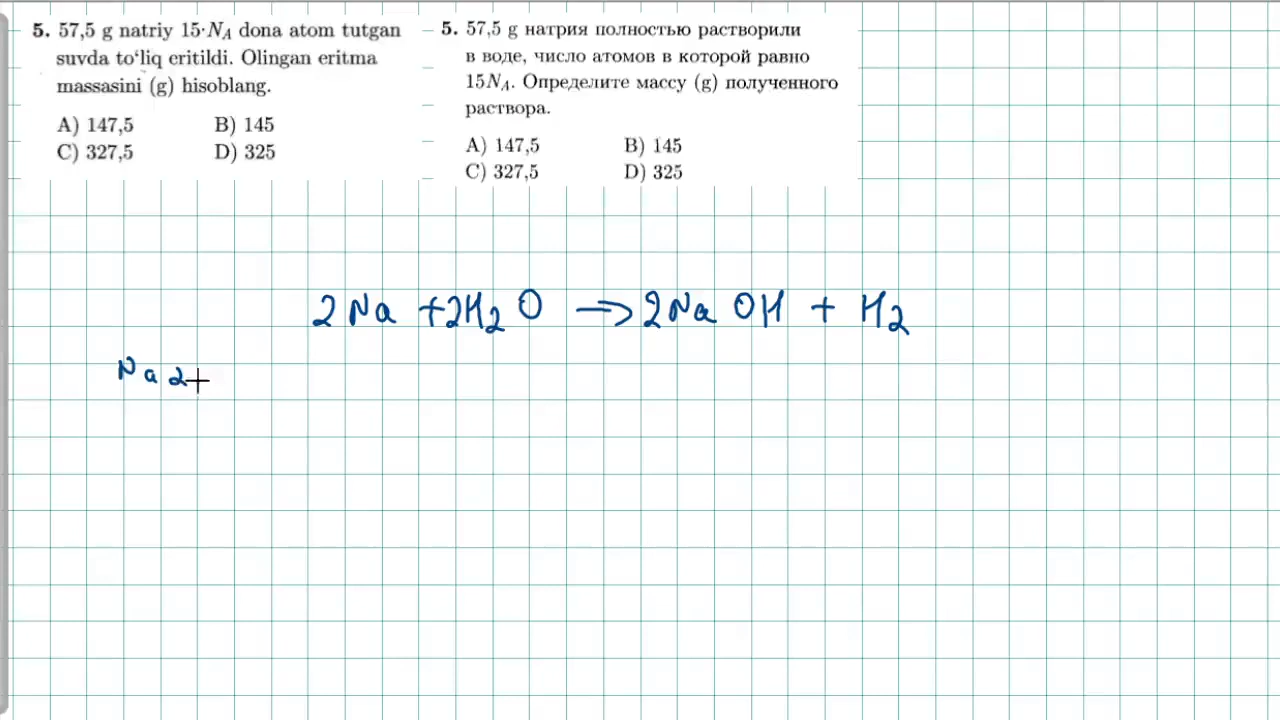 5. 57,5 g natriy 15·N_A dona atom tutgan
suvda to‘liq eritildi. Olingan eritma
massasini (g) hisoblang.
A) 147,5 B) 145
C) 327,5 D) 325
5. 57,5 g натрия полностью растворили
в воде, число атомов в которой равно
15N_A. Определите массу (g) полученного
раствора.
A) 147,5 B) 145
C) 327,5 D) 325
2Na + 2H2O → 2NaOH + H2
Na 2